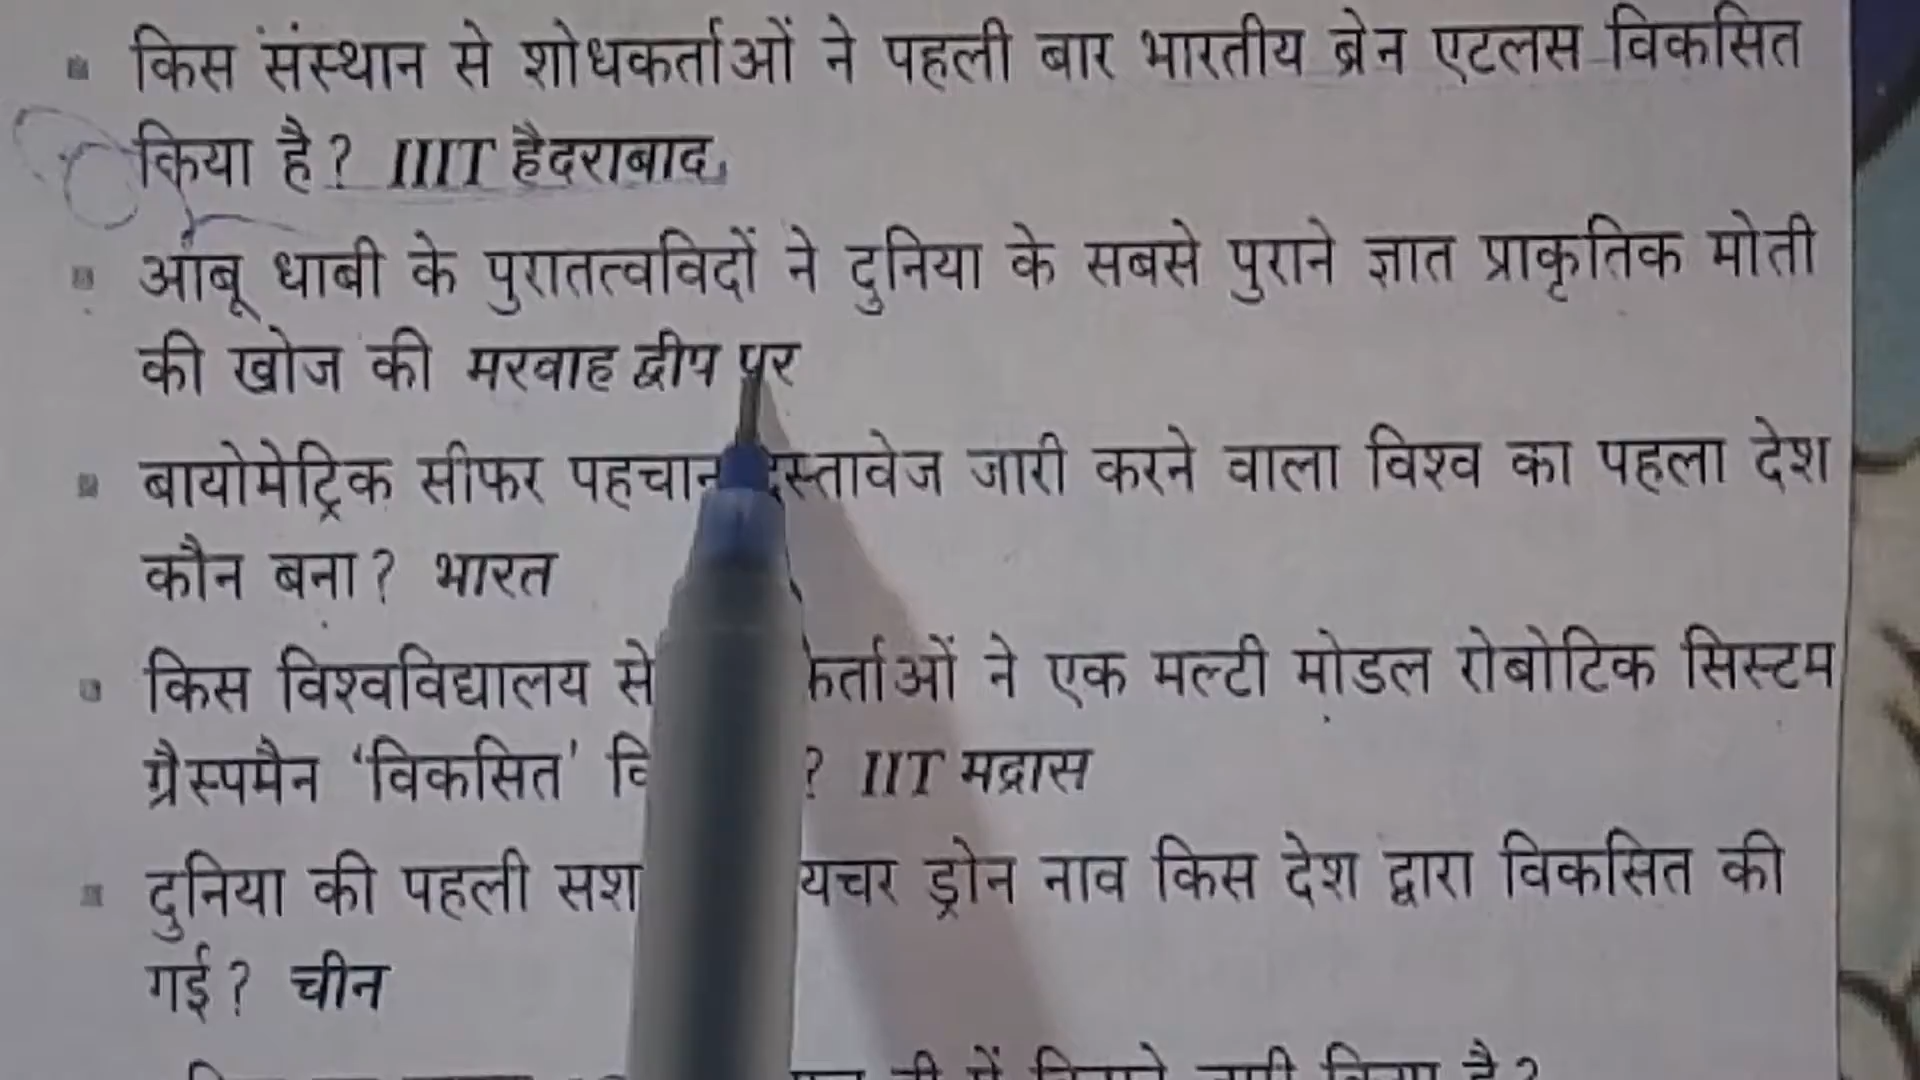 किस संस्थान से शोधकर्ताओं ने पहली बार भारतीय ब्रेन एटलस विकसित
किया है? IIIT हैदराबाद
आबू धाबी के पुरातत्वविदों ने दुनिया के सबसे पुराने ज्ञात प्राकृतिक मोती
की खोज की मरवाह द्वीप पर
बायोमेट्रिक सीफर पहचान दस्तावेज जारी करने वाला विश्व का पहला देश
कौन बना? भारत
किस विश्वविद्यालय से र्ताओं ने एक मल्टी मोडल रोबोटिक सिस्टम
ग्रैस्पमैन 'विकसित' ? IIT मद्रास
दुनिया की पहली सश यचर ड्रोन नाव किस देश द्वारा विकसित की
गई? चीन
है?